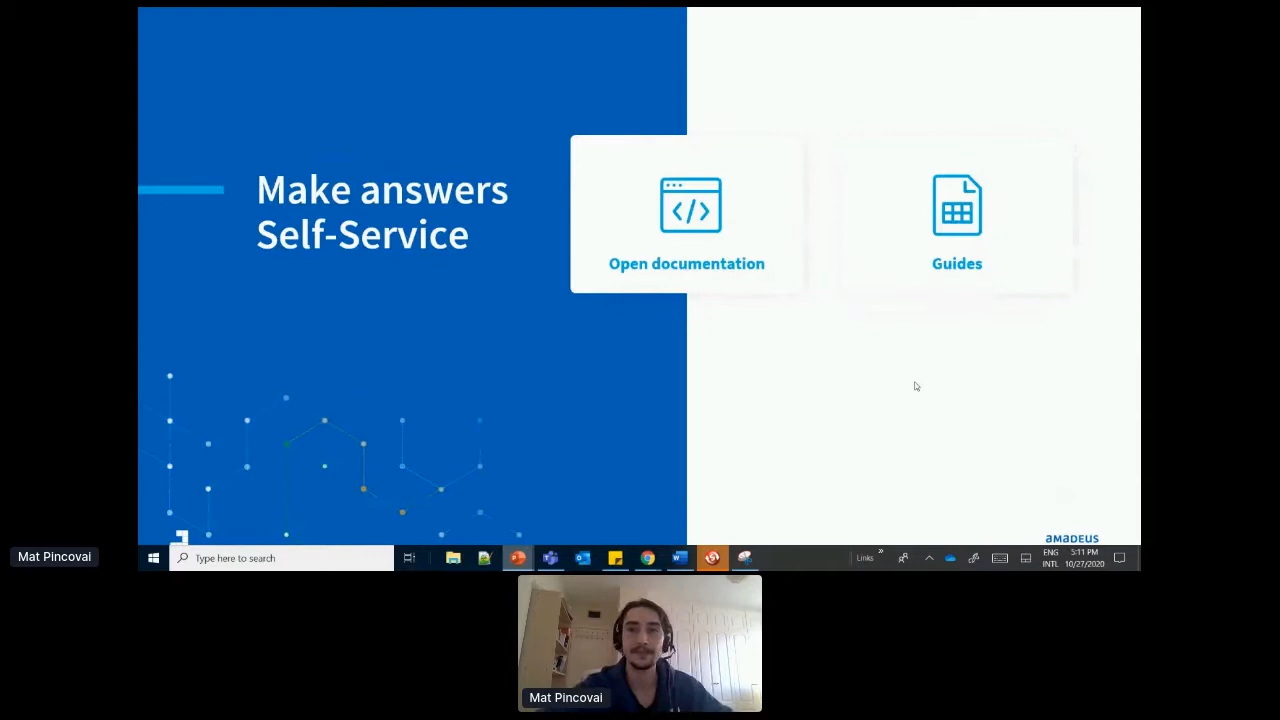 Make answers
Self-Service
Open documentation
Guides
amadeus
Mat Pincovai
Type here to search
Links
ENG
INTL
5:11 PM
10/27/2020
Mat Pincovai